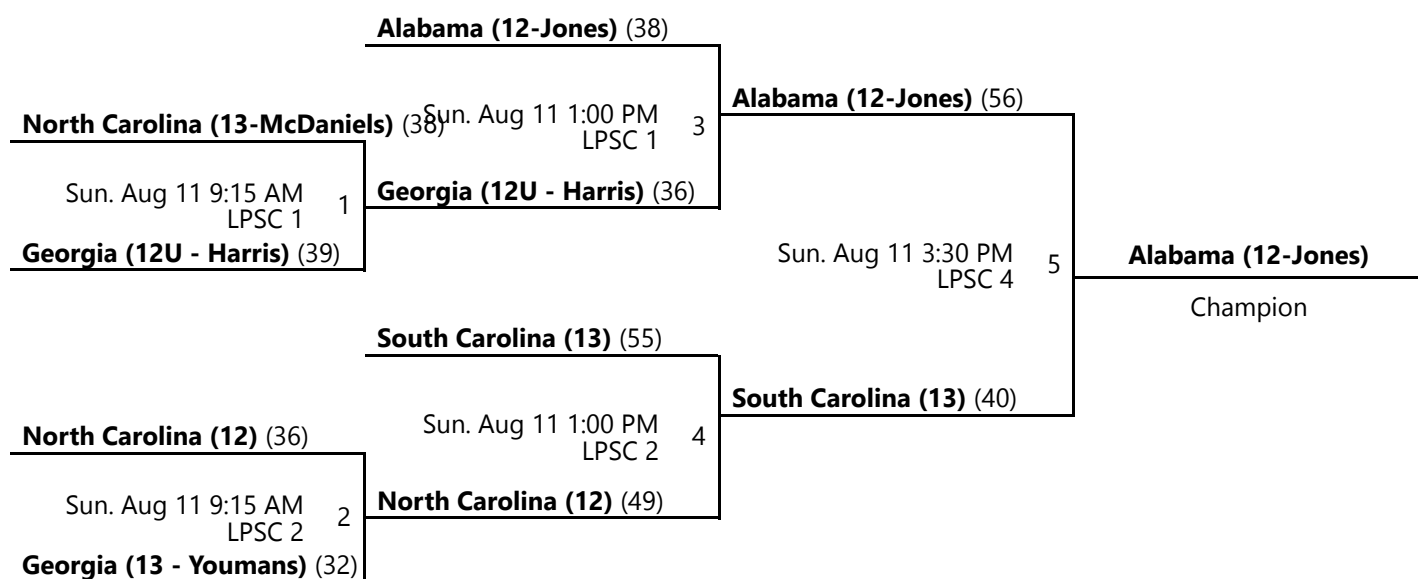 Alabama (12-Jones) (38)
Alabama (12-Jones) (56)
North Carolina (13-McDaniels) (38)
Sun. Aug 11 1:00 PM
LPSC 1
3
Sun. Aug 11 9:15 AM
LPSC 1
1
Georgia (12U - Harris) (36)
Georgia (12U - Harris) (39)
Sun. Aug 11 3:30 PM
LPSC 4
5
Alabama (12-Jones)
Champion
South Carolina (13) (55)
South Carolina (13) (40)
North Carolina (12) (36)
Sun. Aug 11 1:00 PM
LPSC 2
4
Sun. Aug 11 9:15 AM
LPSC 2
2
North Carolina (12) (49)
Georgia (13 - Youmans) (32)